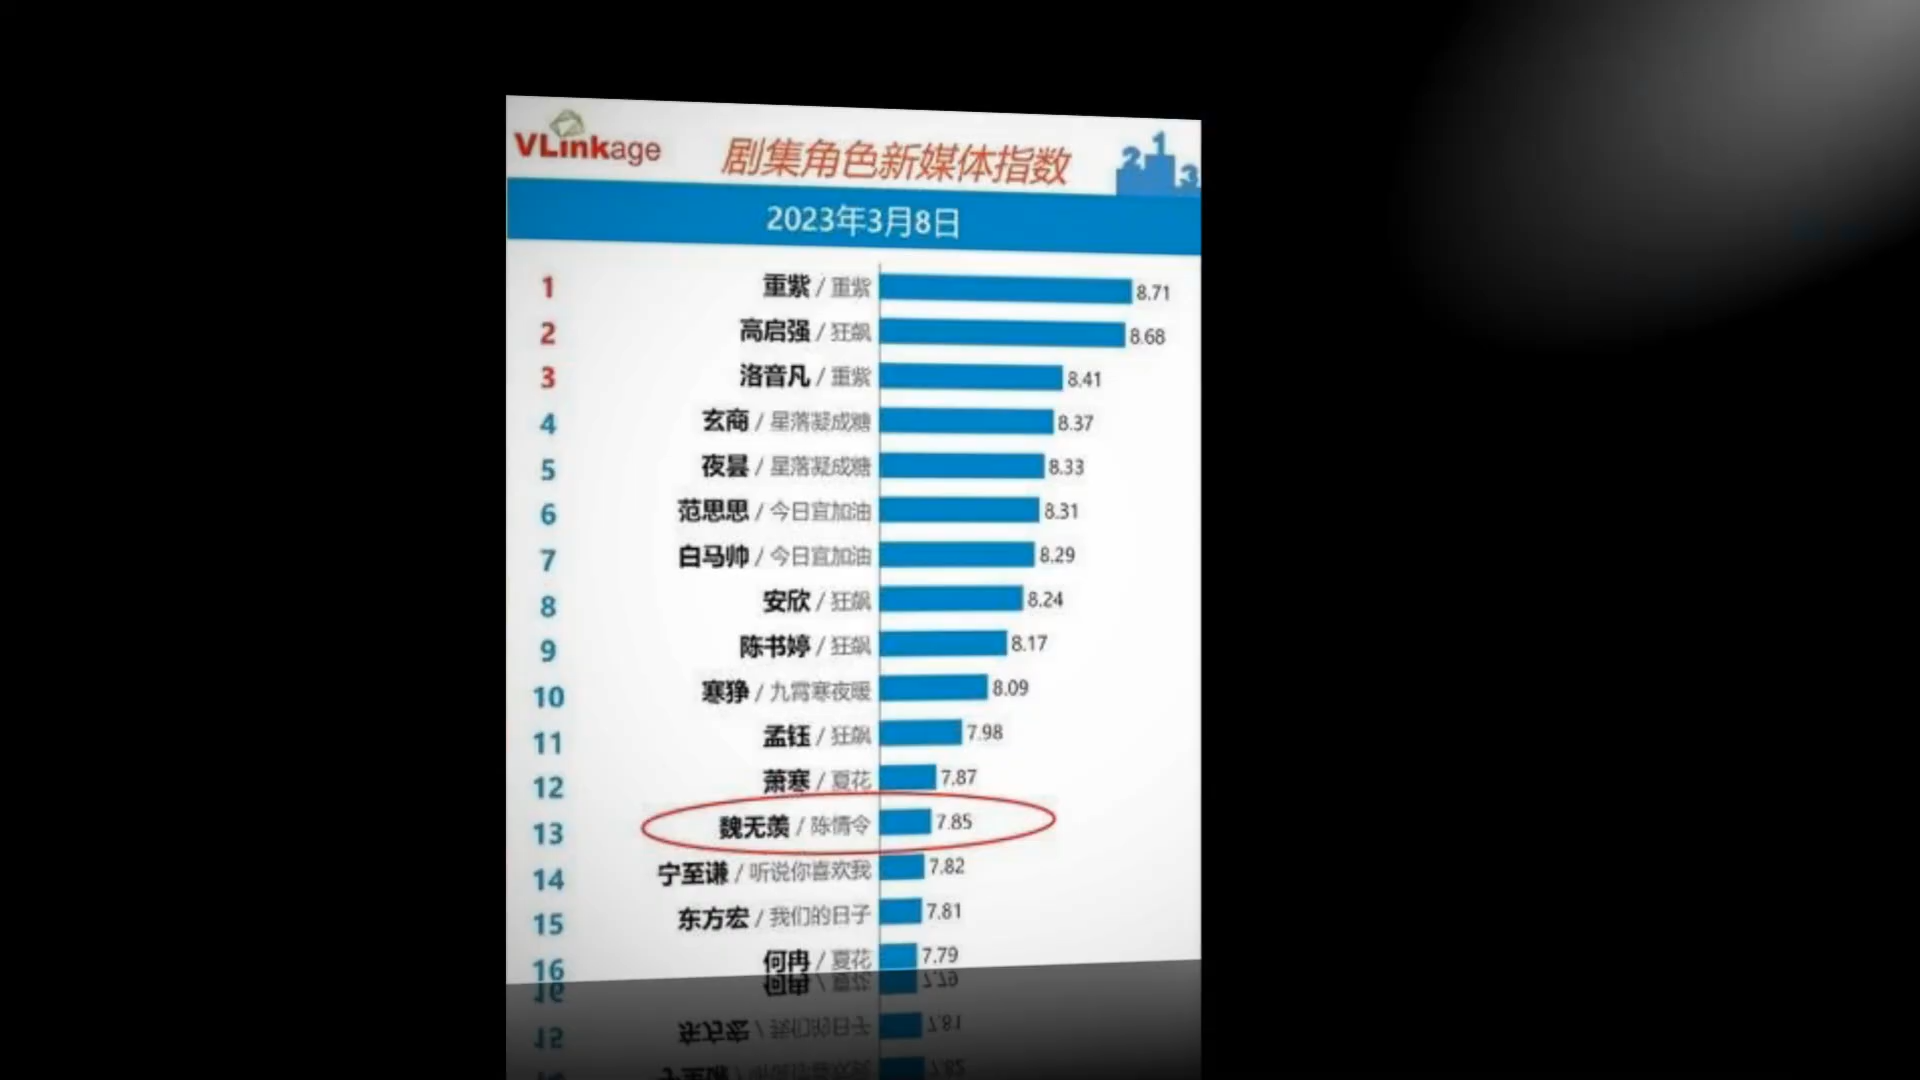 VLinkage
剧集角色新媒体指数
2 1 3
2023年3月8日
1 重紫 / 重紫 8.71
2 高启强 / 狂飙 8.68
3 洛音凡 / 重紫 8.41
4 玄商 / 星落凝成糖 8.37
5 夜昙 / 星落凝成糖 8.33
6 范思思 / 今日宜加油 8.31
7 白马帅 / 今日宜加油 8.29
8 安欣 / 狂飙 8.24
9 陈书婷 / 狂飙 8.17
10 寒狰 / 九霄寒夜暖 8.09
11 孟钰 / 狂飙 7.98
12 萧寒 / 夏花 7.87
13 魏无羡 / 陈情令 7.85
14 宁至谦 / 听说你喜欢我 7.82
15 东方宏 / 我们的日子 7.81
16 何冉 / 夏花 7.79